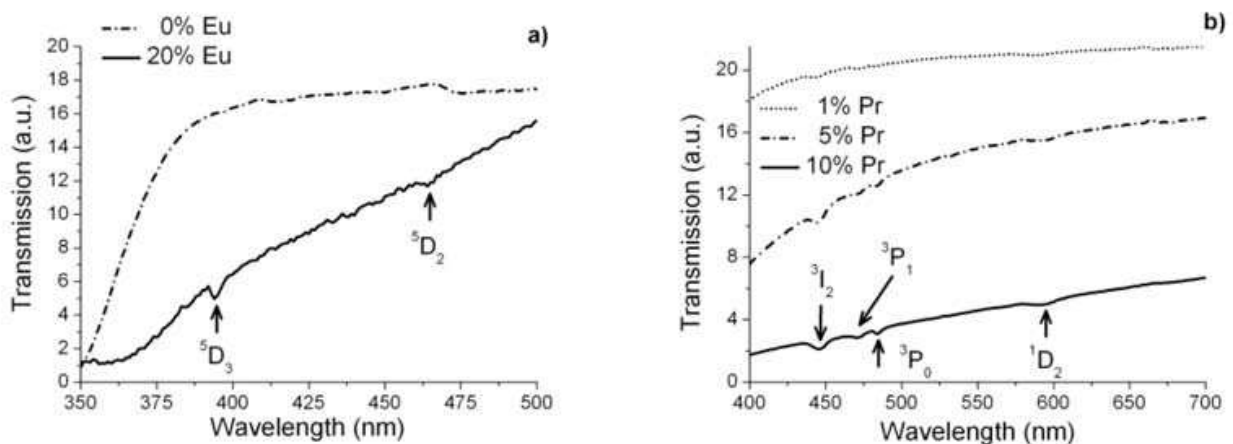 0% Eu
20% Eu
a)
20
18
16
14
12
10
8
6
4
2
0
Transmission (a.u.)
⁵D₃
⁵D₂
350 375 400 425 450 475 500
Wavelength (nm)
b)
20
16
12
8
4
0
Transmission (a.u.)
1% Pr
5% Pr
10% Pr
³I₂
³P₁
³P₀
¹D₂
400 450 500 550 600 650 700
Wavelength (nm)